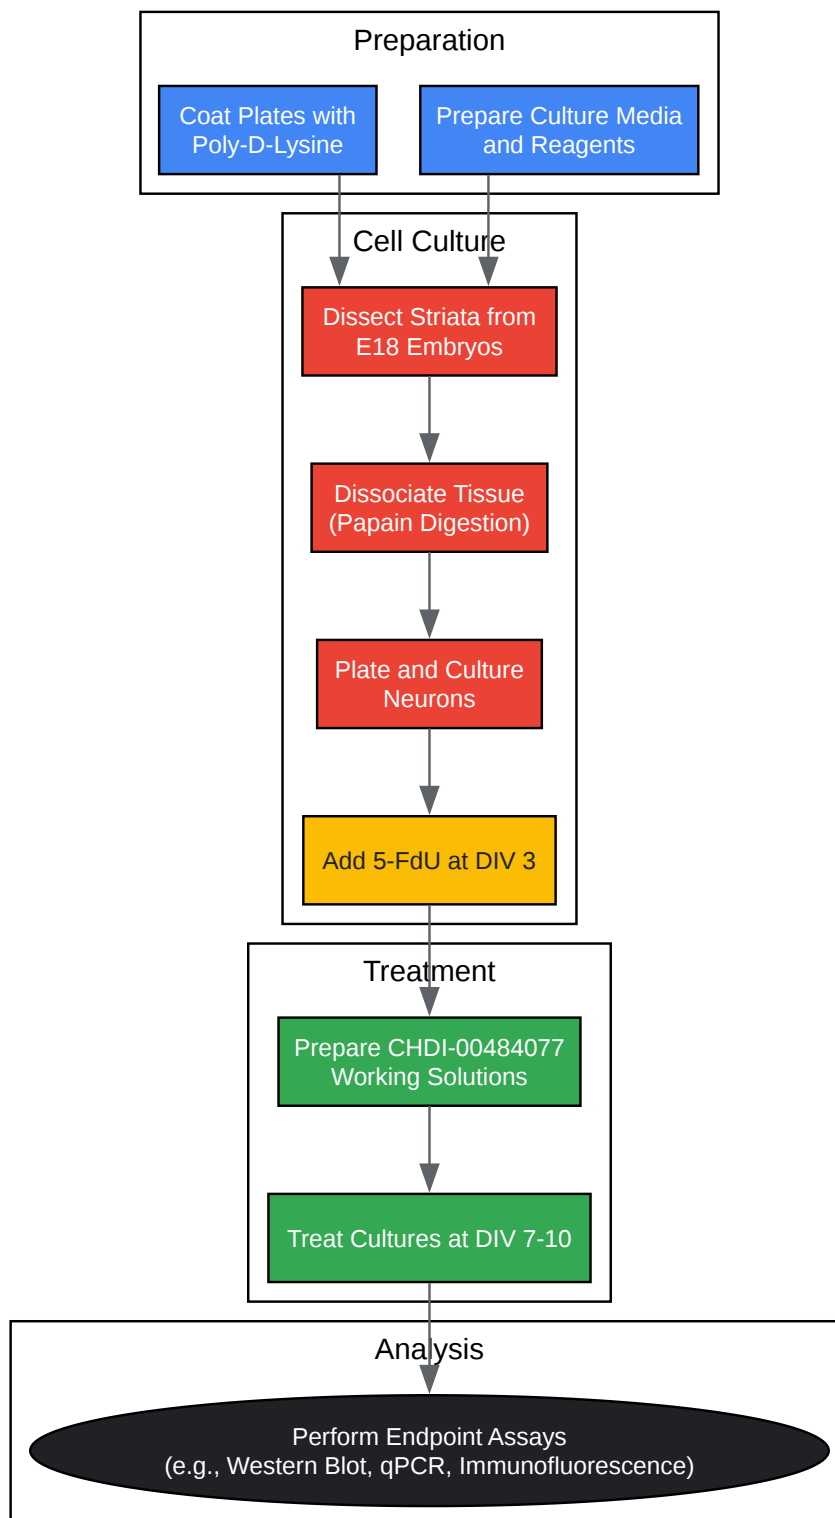 Preparation
Coat Plates with
Poly-D-Lysine
Prepare Culture Media
and Reagents
Cell Culture
Dissect Striata from
E18 Embryos
Dissociate Tissue
(Papain Digestion)
Plate and Culture
Neurons
Add 5-FdU at DIV 3
Treatment
Prepare CHDI-00484077
Working Solutions
Treat Cultures at DIV 7-10
Analysis
Perform Endpoint Assays
(e.g., Western Blot, qPCR, Immunofluorescence)